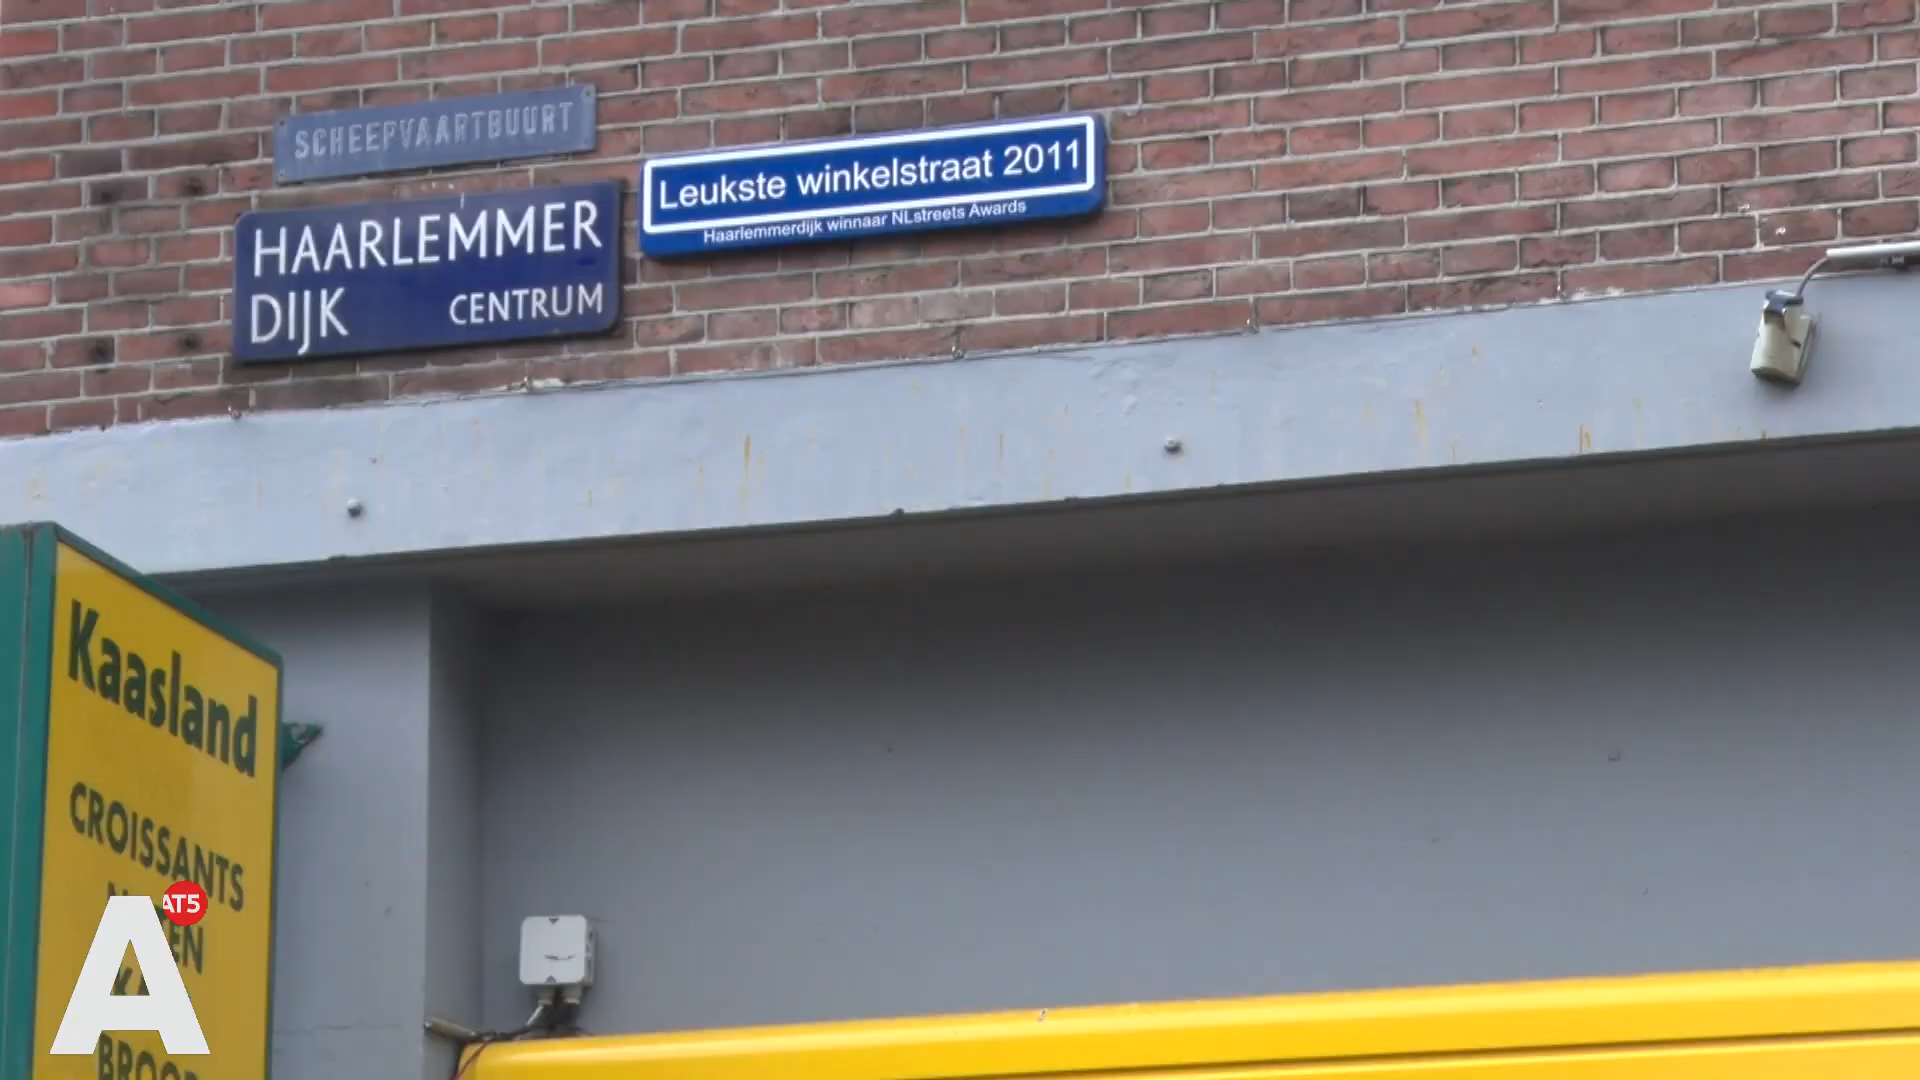 SCHEEPVAARTBUURT
HAARLEMMER
DIJK CENTRUM
Leukste winkelstraat 2011
Haarlemmerdijk winnaar NLstreets Awards
Kaasland
CROISSANTS
A
AT5